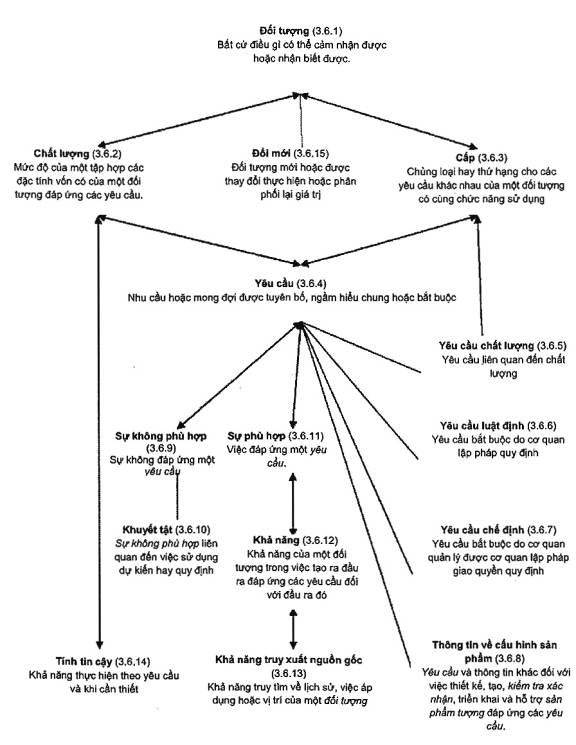 Đối tượng (3.6.1)
Bất cứ điều gì có thể cảm nhận được
hoặc nhận biết được.
Chất lượng (3.6.2)
Mức độ của một tập hợp các
đặc tính vốn có của một đối
tượng đáp ứng các yêu cầu.
Đổi mới (3.6.15)
Đối tượng mới hoặc được
thay đổi thực hiện hoặc phân
phối lại giá trị
Cấp (3.6.3)
Chủng loại hay thứ hạng cho các
yêu cầu khác nhau của một đối tượng
có cùng chức năng sử dụng
Yêu cầu (3.6.4)
Nhu cầu hoặc mong đợi được tuyên bố, ngầm hiểu chung hoặc bắt buộc
Yêu cầu chất lượng (3.6.5)
Yêu cầu liên quan đến chất
lượng
Sự không phù hợp
(3.6.9)
Sự không đáp ứng một
yêu cầu
Sự phù hợp (3.6.11)
Việc đáp ứng một yêu
cầu.
Yêu cầu luật định (3.6.6)
Yêu cầu bắt buộc do cơ quan
lập pháp quy định
Khuyết tật (3.6.10)
Sự không phù hợp liên
quan đến việc sử dụng
dự kiến hay quy định
Khả năng (3.6.12)
Khả năng của một đối
tượng trong việc tạo ra đầu
ra đáp ứng các yêu cầu đối
với đầu ra đó
Yêu cầu chế định (3.6.7)
Yêu cầu bắt buộc do cơ quan
quản lý được cơ quan lập pháp
giao quyền quy định
Tính tin cậy (3.6.14)
Khả năng thực hiện theo yêu cầu
và khi cần thiết
Khả năng truy xuất nguồn gốc
(3.6.13)
Khả năng truy tìm về lịch sử, việc áp
dụng hoặc vị trí của một đối tượng
Thông tin về cấu hình sản
phẩm (3.6.8)
Yêu cầu và thông tin khác đối với
việc thiết kế, tạo, kiểm tra xác
nhận, triển khai và hỗ trợ sản
phẩm tượng đáp ứng các yêu
cầu.